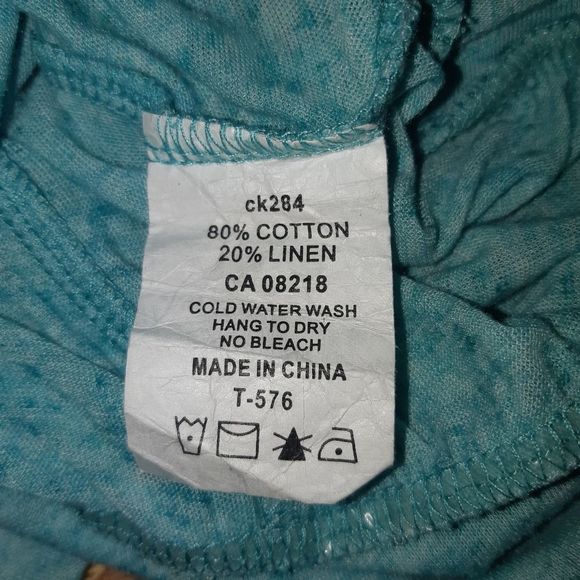 ck284
80% COTTON
20% LINEN
CA 08218
COLD WATER WASH
HANG TO DRY
NO BLEACH
MADE IN CHINA
T-576